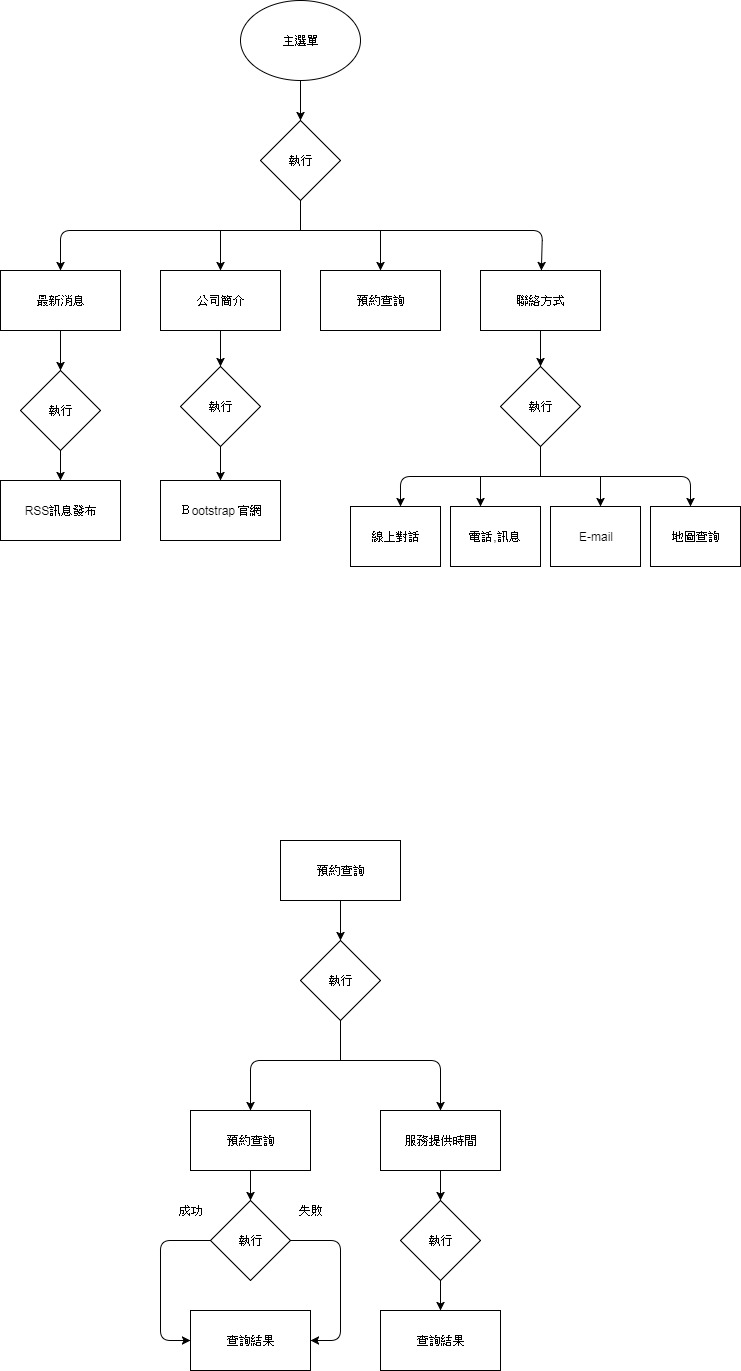 主選單
執行
最新消息
公司簡介
預約查詢
聯絡方式
執行
執行
執行
RSS訊息發布
Bootstrap 官網
線上對話
電話,訊息
E-mail
地圖查詢
預約查詢
執行
預約查詢
服務提供時間
成功
失敗
執行
執行
查詢結果
查詢結果